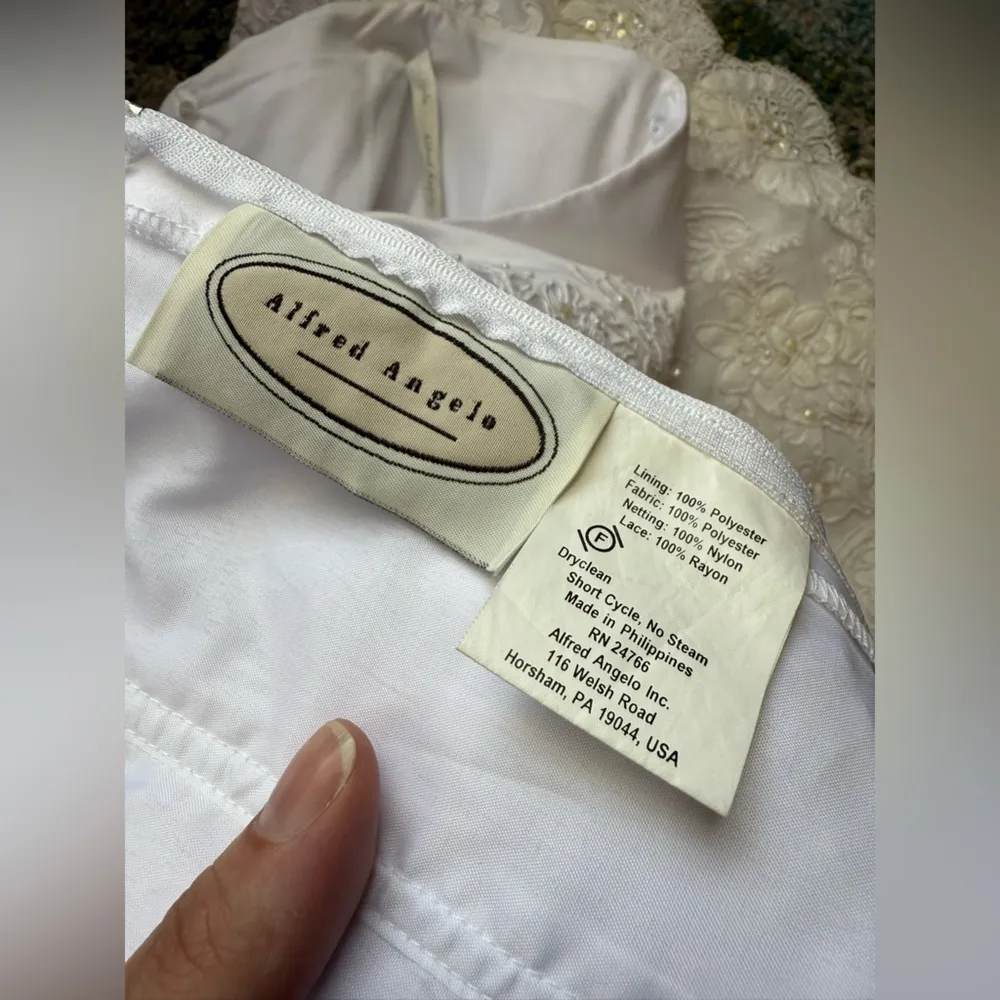 Alfred Angelo
Lining: 100% Polyester
Fabric: 100% Polyester
Netting: 100% Nylon
Lace: 100% Rayon
F
Dryclean
Short Cycle, No Steam
Made in Philippines
RN 24766
Alfred Angelo Inc.
116 Welsh Road
Horsham, PA 19044, USA